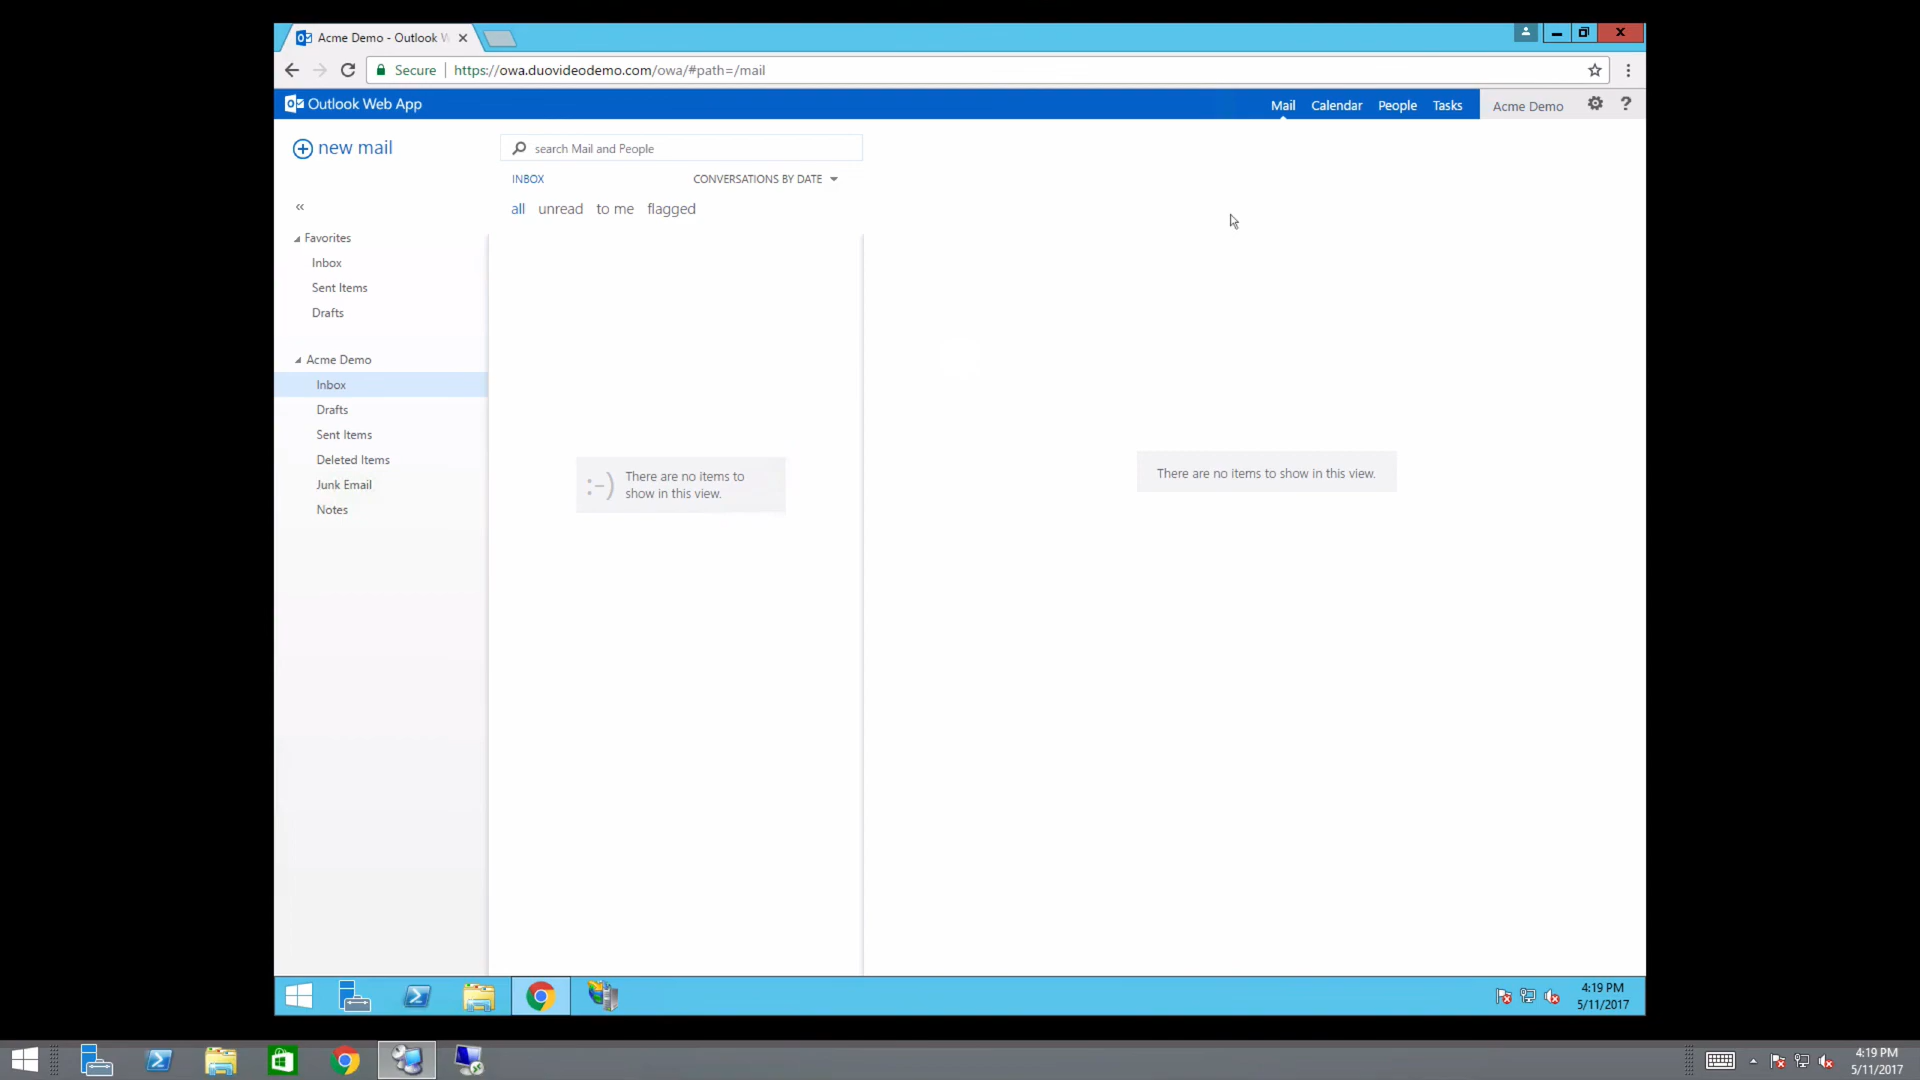 Acme Demo - Outlook W
Secure
https://owa.duovideodemo.com/owa/#path=/mail
Outlook Web App
Mail
Calendar
People
Tasks
Acme Demo
?
new mail
search Mail and People
INBOX
CONVERSATIONS BY DATE
all
unread
to me
flagged
Favorites
Inbox
Sent Items
Drafts
Acme Demo
Inbox
Drafts
Sent Items
Deleted Items
Junk Email
Notes
:-)
There are no items to
show in this view.
There are no items to show in this view.
4:19 PM
5/11/2017
4:19 PM
5/11/2017